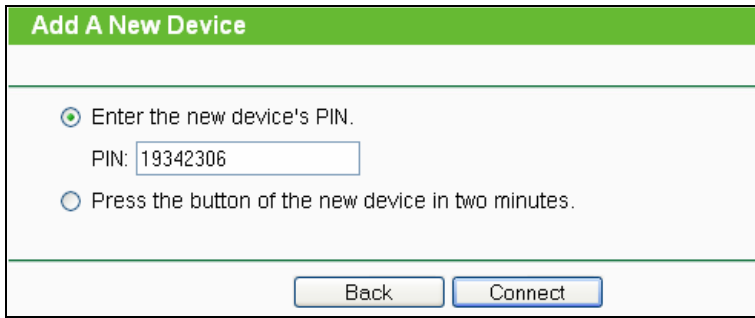 Add A New Device
Enter the new device's PIN.
PIN: 19342306
Press the button of the new device in two minutes.
Back Connect